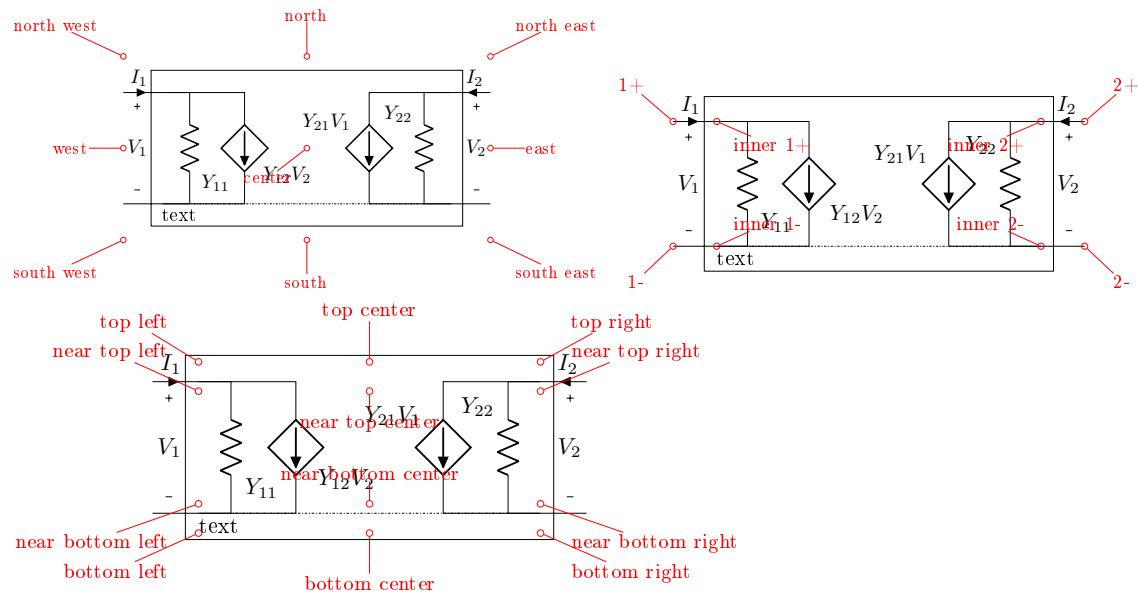 north west
north
north east
I₁
I₂
+
+
Y₂₁V₁
Y₂₂
west
V₁
V₂
east
center
Y₁₁
Y₁₂V₂
-
-
text
south west
south
south east
1+
2+
I₁
I₂
+
+
inner 1+
inner 2+
Y₂₁V₁
Y₂₂
V₁
V₂
Y₁₁
Y₁₂V₂
inner 1-
inner 2-
-
-
text
1-
2-
top left
top center
top right
near top left
near top right
I₁
I₂
+
+
Y₂₁V₁
Y₂₂
near top center
V₁
V₂
near bottom center
Y₁₁
Y₁₂V₂
-
-
text
near bottom left
near bottom right
bottom left
bottom center
bottom right